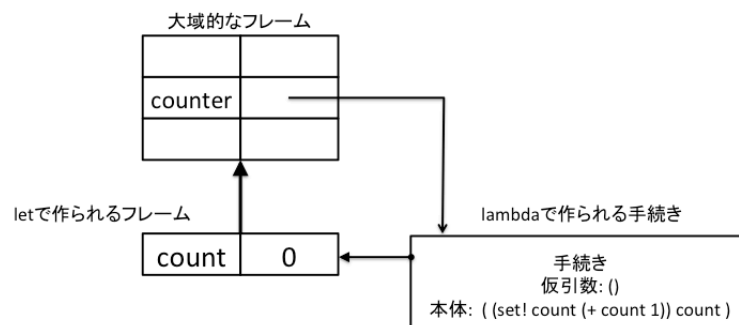 大域的なフレーム
counter
letで作られるフレーム
count 0
lambdaで作られる手続き
手続き
仮引数: ()
本体: ( (set! count (+ count 1)) count )